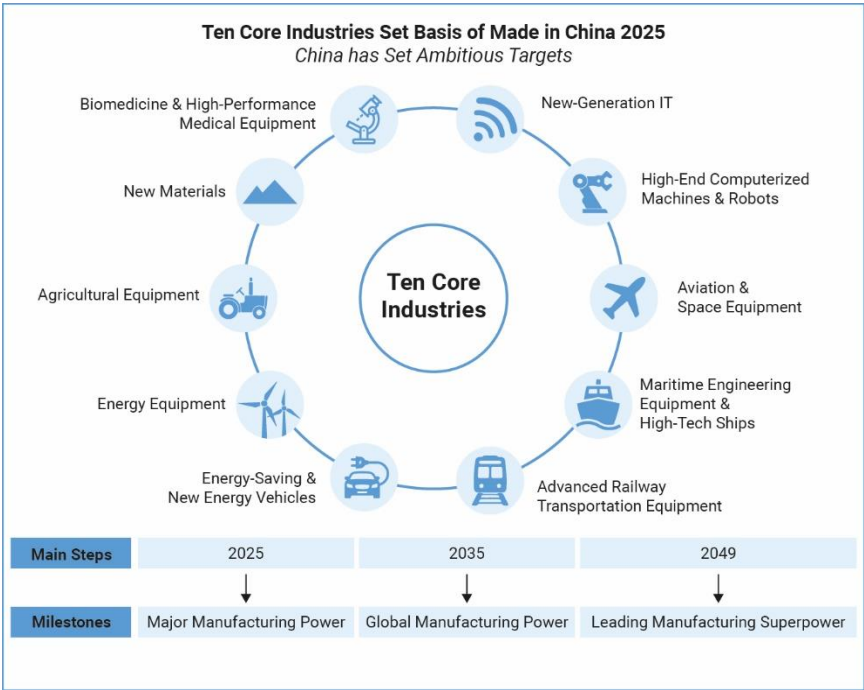 Ten Core Industries Set Basis of Made in China 2025
China has Set Ambitious Targets
Biomedicine & High-Performance
Medical Equipment
New-Generation IT
New Materials
High-End Computerized
Machines & Robots
Agricultural Equipment
Ten Core
Industries
Aviation &
Space Equipment
Energy Equipment
Maritime Engineering
Equipment &
High-Tech Ships
Energy-Saving &
New Energy Vehicles
Advanced Railway
Transportation Equipment
Main Steps
2025
2035
2049
Milestones
Major Manufacturing Power
Global Manufacturing Power
Leading Manufacturing Superpower